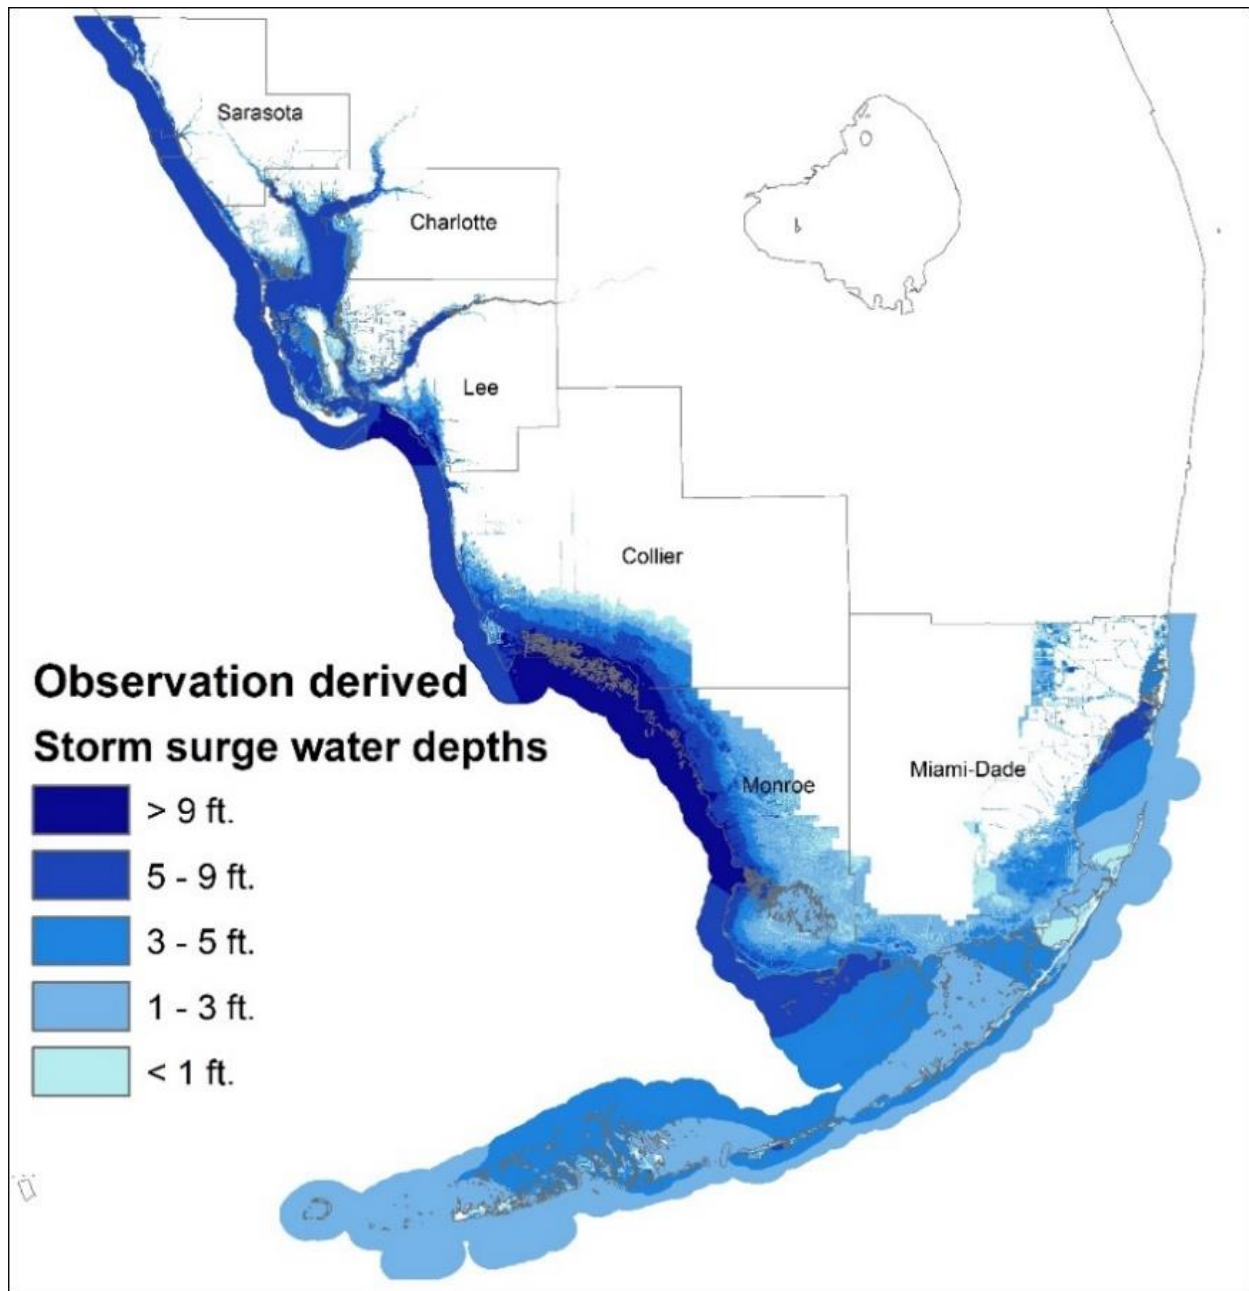 Sarasota
Charlotte
Lee
Collier
Observation derived
Storm surge water depths
Monroe
Miami-Dade
> 9 ft.
5 - 9 ft.
3 - 5 ft.
1 - 3 ft.
< 1 ft.